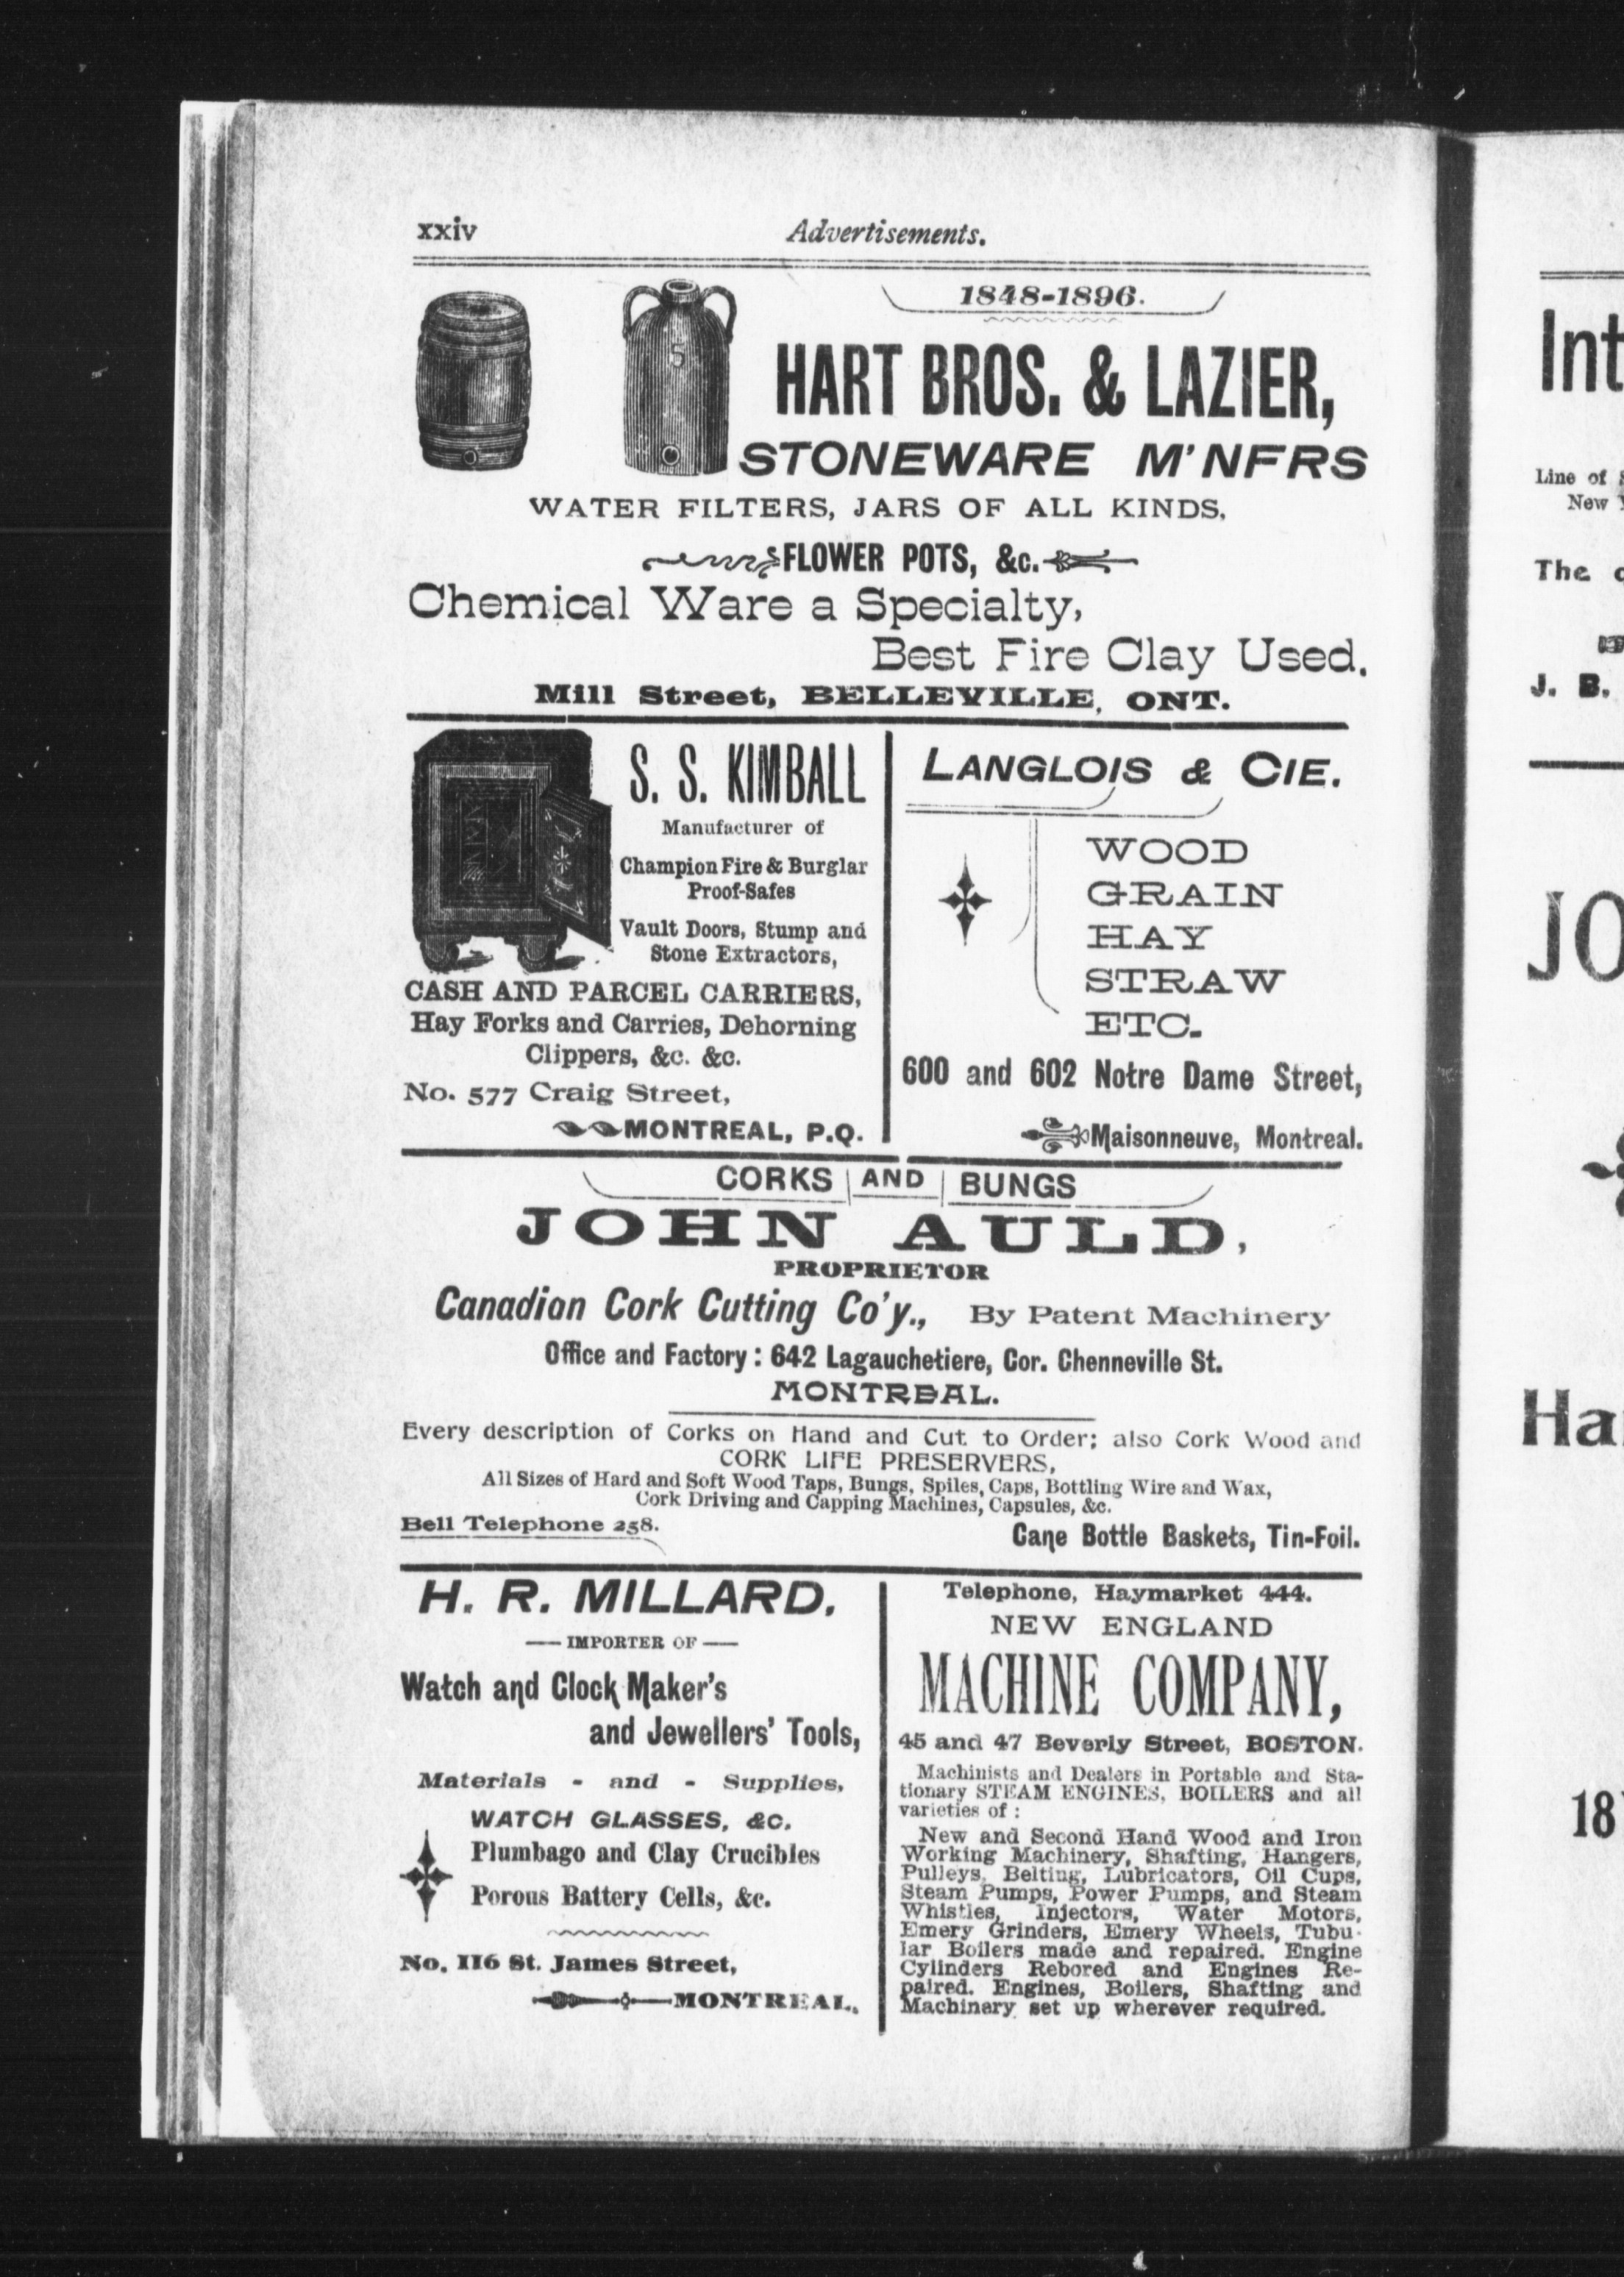 xxiv Advertisements.
1848-1896.
5
HART BROS. & LAZIER,
STONEWARE M'NFRS
WATER FILTERS, JARS OF ALL KINDS,
FLOWER POTS, &c.
Chemical Ware a Specialty,
Best Fire Clay Used.
Mill Street, BELLEVILLE, ONT.
S. S. KIMBALL
Manufacturer of
Champion Fire & Burglar
Proof-Safes
Vault Doors, Stump and
Stone Extractors,
CASH AND PARCEL CARRIERS,
Hay Forks and Carries, Dehorning
Clippers, &c. &c.
No. 577 Craig Street,
MONTREAL, P.Q.
LANGLOIS & CIE.
WOOD
GRAIN
HAY
STRAW
ETC.
600 and 602 Notre Dame Street,
Maisonneuve, Montreal.
CORKS AND BUNGS
JOHN AULD,
PROPRIETOR
Canadian Cork Cutting Co'y., By Patent Machinery
Office and Factory: 642 Lagauchetiere, Cor. Chenneville St.
MONTREAL.
Every description of Corks on Hand and Cut to Order; also Cork Wood and
CORK LIFE PRESERVERS,
All Sizes of Hard and Soft Wood Taps, Bungs, Spiles, Caps, Bottling Wire and Wax,
Cork Driving and Capping Machines, Capsules, &c.
Bell Telephone 258.
Cane Bottle Baskets, Tin-Foil.
H. R. MILLARD,
IMPORTER OF
Watch and Clock Maker's
and Jewellers' Tools,
Materials - and - Supplies,
WATCH GLASSES, &C.
Plumbago and Clay Crucibles
Porous Battery Cells, &c.
No. 116 St. James Street,
MONTREAL.
Telephone, Haymarket 444.
NEW ENGLAND
MACHINE COMPANY,
45 and 47 Beverly Street, BOSTON.
Machinists and Dealers in Portable and Sta-
tionary STEAM ENGINES, BOILERS and all
varieties of :
New and Second Hand Wood and Iron
Working Machinery, Shafting, Hangers,
Pulleys, Belting, Lubricators, Oil Cups,
Steam Pumps, Power Pumps, and Steam
Whistles, Injectors, Water Motors,
Emery Grinders, Emery Wheels, Tubu-
lar Boilers made and repaired. Engine
Cylinders Rebored and Engines Re-
paired. Engines, Boilers, Shafting and
Machinery set up wherever required.
Line of
New
The
J. B.